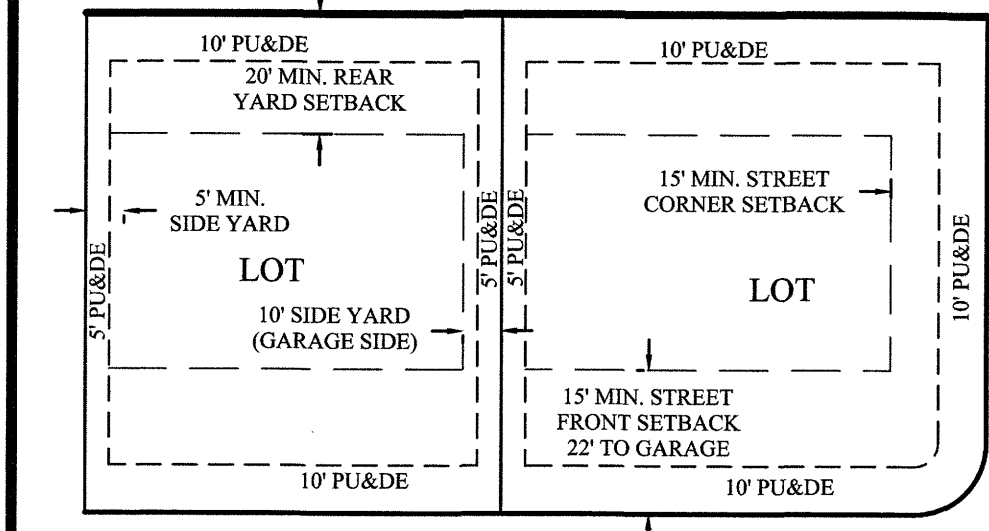 10' PU&DE
20' MIN. REAR
YARD SETBACK
5' MIN.
SIDE YARD
5' PU&DE
LOT
10' SIDE YARD
(GARAGE SIDE)
5' PU&DE
10' PU&DE
10' PU&DE
5' PU&DE
15' MIN. STREET
CORNER SETBACK
LOT
10' PU&DE
15' MIN. STREET
FRONT SETBACK
22' TO GARAGE
10' PU&DE